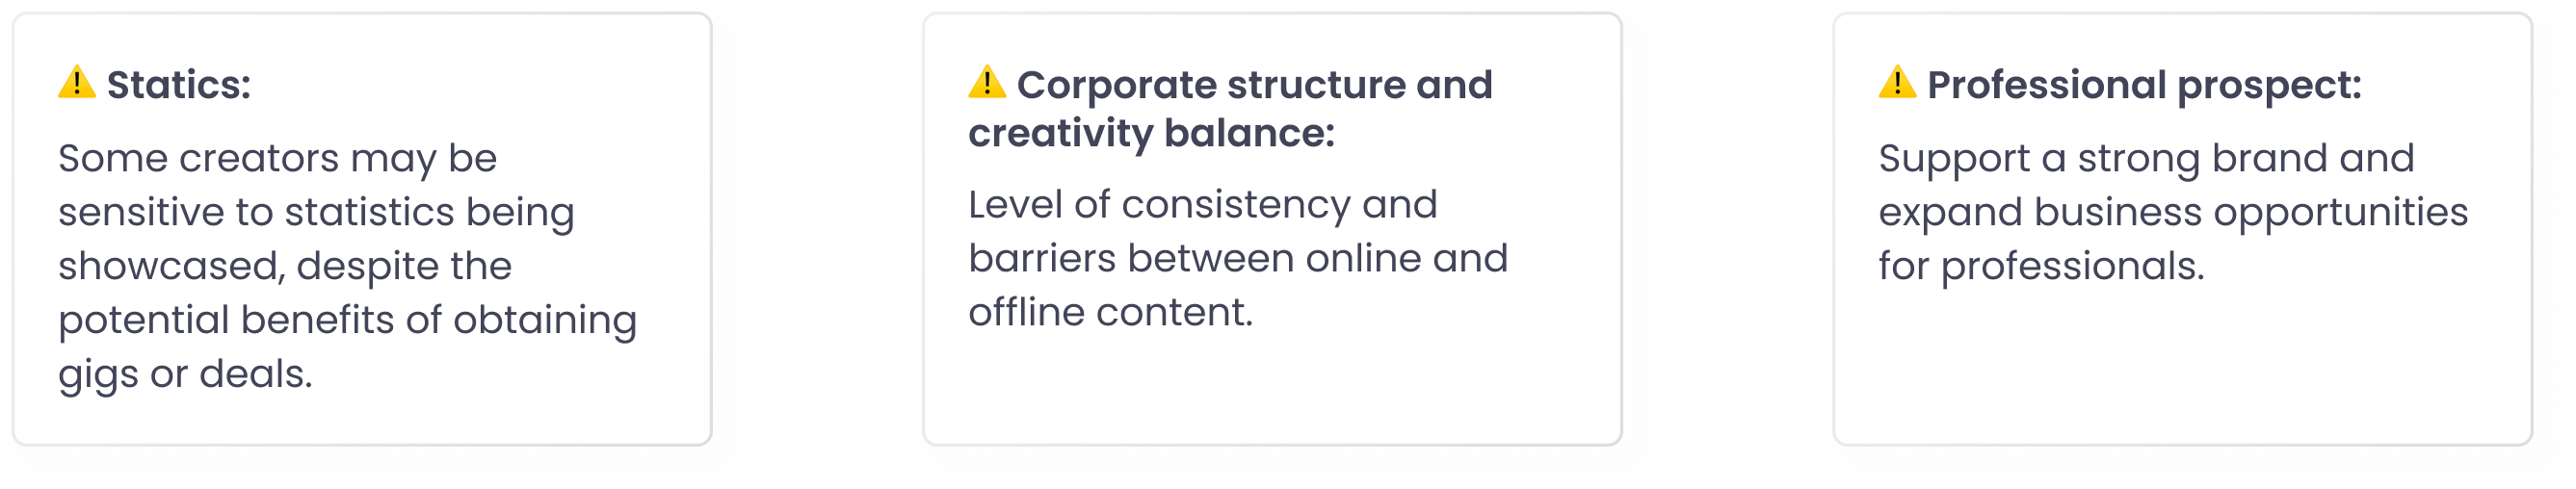 ⚠️ Statics:
Some creators may be
sensitive to statistics being
showcased, despite the
potential benefits of obtaining
gigs or deals.
⚠️ Corporate structure and
creativity balance:
Level of consistency and
barriers between online and
offline content.
⚠️ Professional prospect:
Support a strong brand and
expand business opportunities
for professionals.